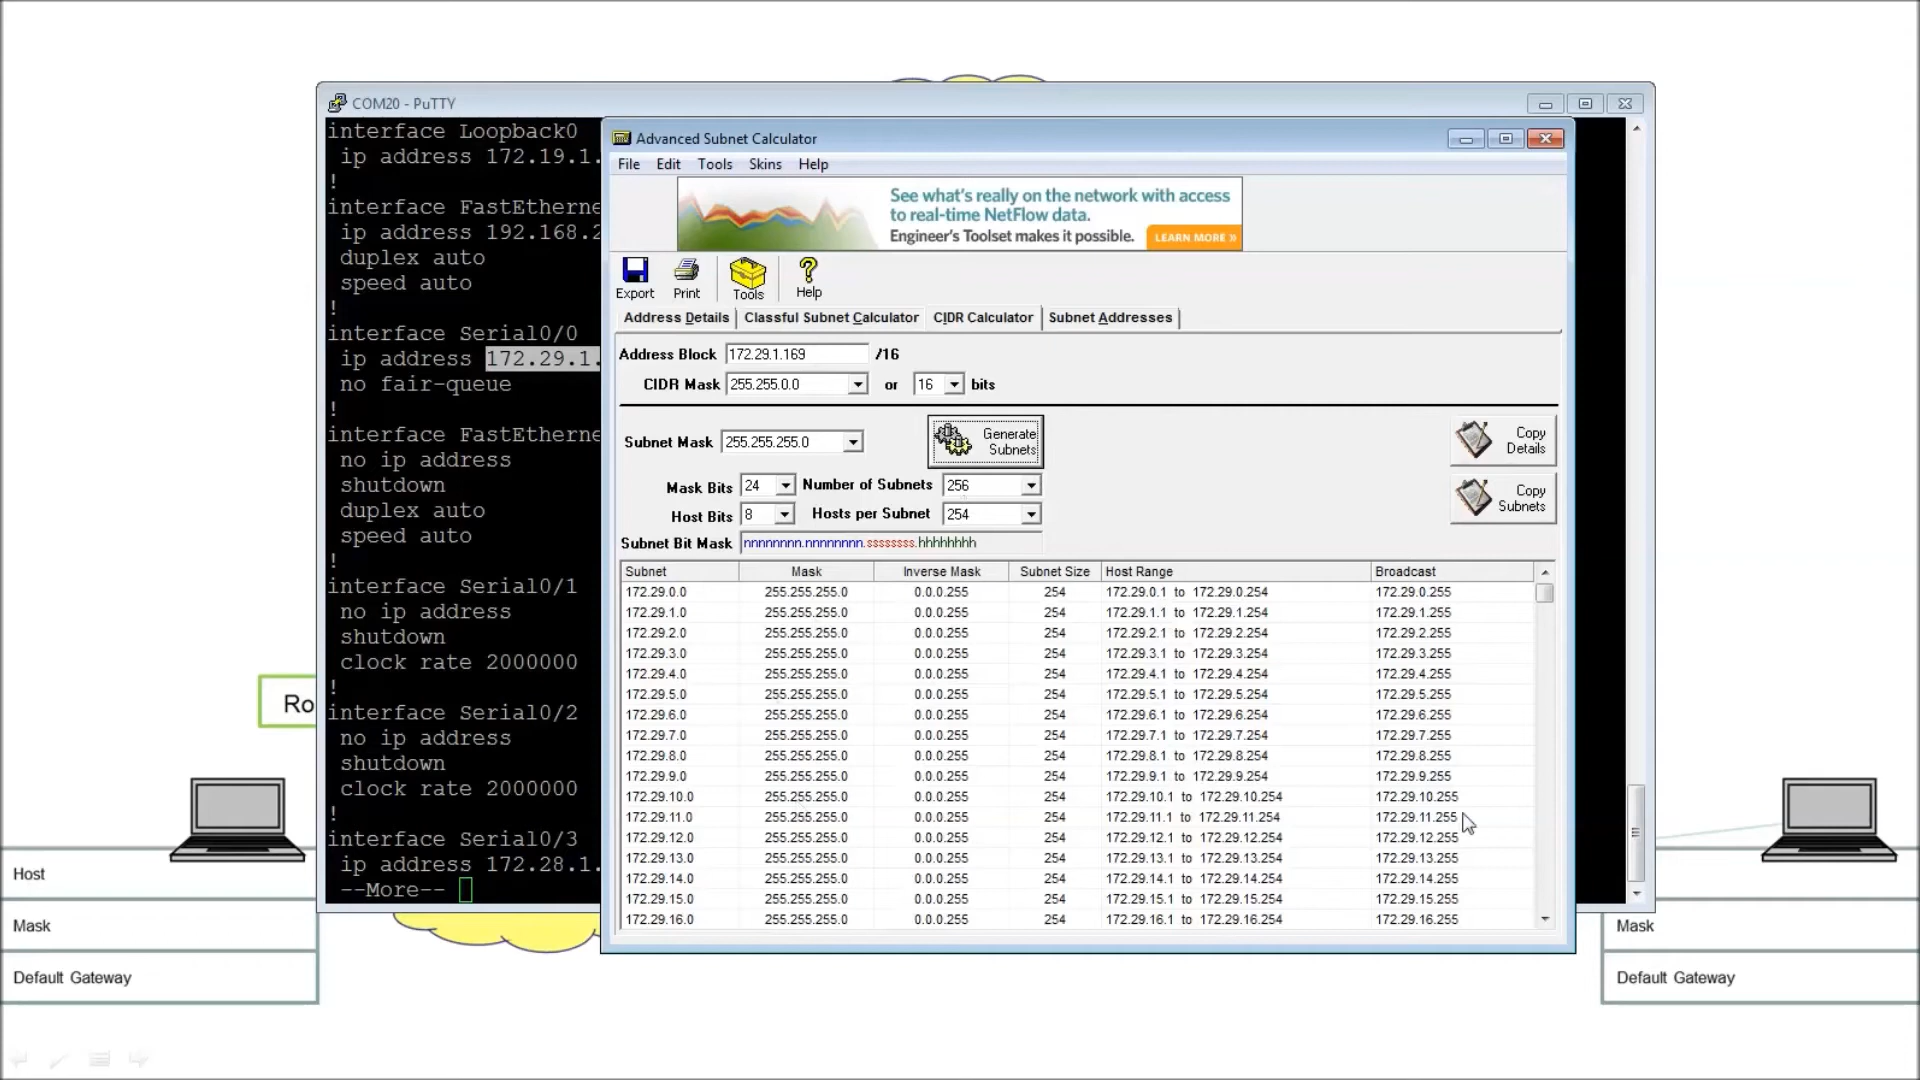 COM20 - PuTTY
interface Loopback0
ip address 172.19.1.
!
interface FastEtherne
ip address 192.168.2
duplex auto
speed auto
!
interface Serial0/0
ip address 172.29.1.
no fair-queue
!
interface FastEtherne
no ip address
shutdown
duplex auto
speed auto
!
interface Serial0/1
no ip address
shutdown
clock rate 2000000
!
interface Serial0/2
no ip address
shutdown
clock rate 2000000
!
interface Serial0/3
ip address 172.28.1.
--More--
Advanced Subnet Calculator
File Edit Tools Skins Help
See what's really on the network with access
to real-time NetFlow data.
Engineer's Toolset makes it possible. LEARN MORE »
Export Print Tools Help
Address Details Classful Subnet Calculator CIDR Calculator Subnet Addresses
Address Block 172.29.1.169 /16
CIDR Mask 255.255.0.0 or 16 bits
Subnet Mask 255.255.255.0 Generate Subnets
Copy Details
Mask Bits 24 Number of Subnets 256
Host Bits 8 Hosts per Subnet 254
Copy Subnets
Subnet Bit Mask nnnnnnnn.nnnnnnnn.ssssssss.hhhhhhhh
Subnet Mask Inverse Mask Subnet Size Host Range Broadcast
172.29.0.0 255.255.255.0 0.0.0.255 254 172.29.0.1 to 172.29.0.254 172.29.0.255
172.29.1.0 255.255.255.0 0.0.0.255 254 172.29.1.1 to 172.29.1.254 172.29.1.255
172.29.2.0 255.255.255.0 0.0.0.255 254 172.29.2.1 to 172.29.2.254 172.29.2.255
172.29.3.0 255.255.255.0 0.0.0.255 254 172.29.3.1 to 172.29.3.254 172.29.3.255
172.29.4.0 255.255.255.0 0.0.0.255 254 172.29.4.1 to 172.29.4.254 172.29.4.255
172.29.5.0 255.255.255.0 0.0.0.255 254 172.29.5.1 to 172.29.5.254 172.29.5.255
172.29.6.0 255.255.255.0 0.0.0.255 254 172.29.6.1 to 172.29.6.254 172.29.6.255
172.29.7.0 255.255.255.0 0.0.0.255 254 172.29.7.1 to 172.29.7.254 172.29.7.255
172.29.8.0 255.255.255.0 0.0.0.255 254 172.29.8.1 to 172.29.8.254 172.29.8.255
172.29.9.0 255.255.255.0 0.0.0.255 254 172.29.9.1 to 172.29.9.254 172.29.9.255
172.29.10.0 255.255.255.0 0.0.0.255 254 172.29.10.1 to 172.29.10.254 172.29.10.255
172.29.11.0 255.255.255.0 0.0.0.255 254 172.29.11.1 to 172.29.11.254 172.29.11.255
172.29.12.0 255.255.255.0 0.0.0.255 254 172.29.12.1 to 172.29.12.254 172.29.12.255
172.29.13.0 255.255.255.0 0.0.0.255 254 172.29.13.1 to 172.29.13.254 172.29.13.255
172.29.14.0 255.255.255.0 0.0.0.255 254 172.29.14.1 to 172.29.14.254 172.29.14.255
172.29.15.0 255.255.255.0 0.0.0.255 254 172.29.15.1 to 172.29.15.254 172.29.15.255
172.29.16.0 255.255.255.0 0.0.0.255 254 172.29.16.1 to 172.29.16.254 172.29.16.255
Ro
Host
Mask
Default Gateway
Mask
Default Gateway